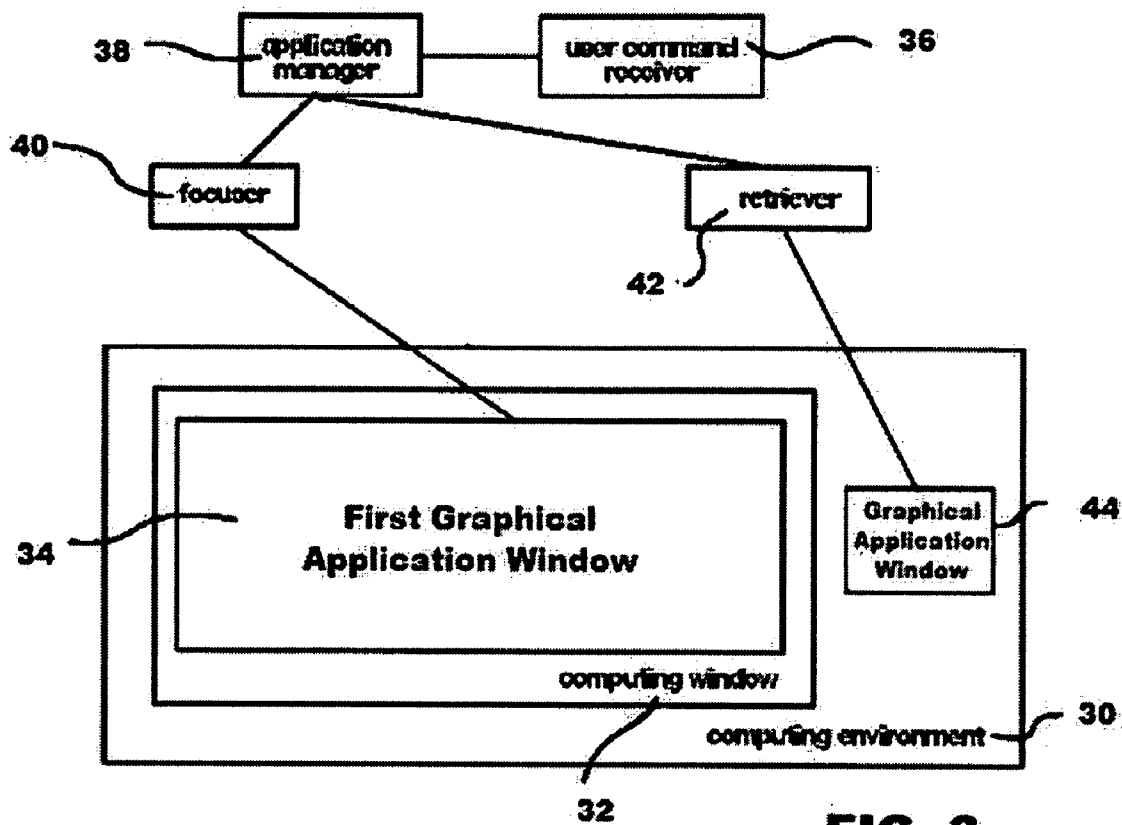 38
application
manager
user command
receiver
36
40
focuser
retriever
42
First Graphical
Application Window
34
Graphical
Application
Window
44
computing window
computing environment
30
32
FIG.